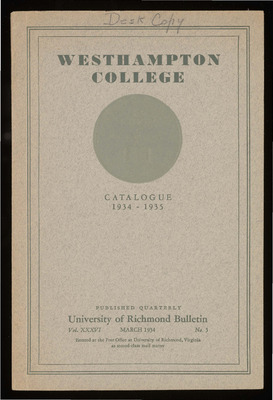 Desk Copy
WESTHAMPTON
COLLEGE
CATALOGUE
1934 - 1935
PUBLISHED QUARTERLY
University of Richmond Bulletin
Vol. XXXVI MARCH 1934 No. 3
Entered at the Post Office at University of Richmond, Virginia
as second-class mail matter